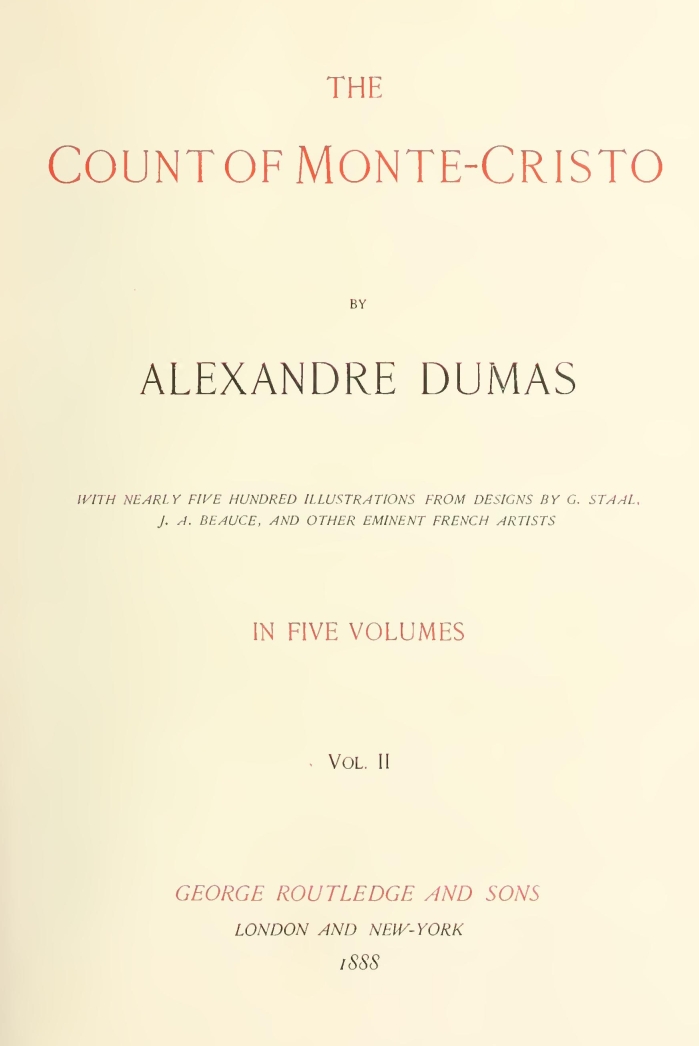 THE
COUNT OF MONTE-CRISTO
BY
ALEXANDRE DUMAS
WITH NEARLY FIVE HUNDRED ILLUSTRATIONS FROM DESIGNS BY G. STAAL,
J. A. BEAUCE, AND OTHER EMINENT FRENCH ARTISTS
IN FIVE VOLUMES
VOL. II
GEORGE ROUTLEDGE AND SONS
LONDON AND NEW-YORK
1888